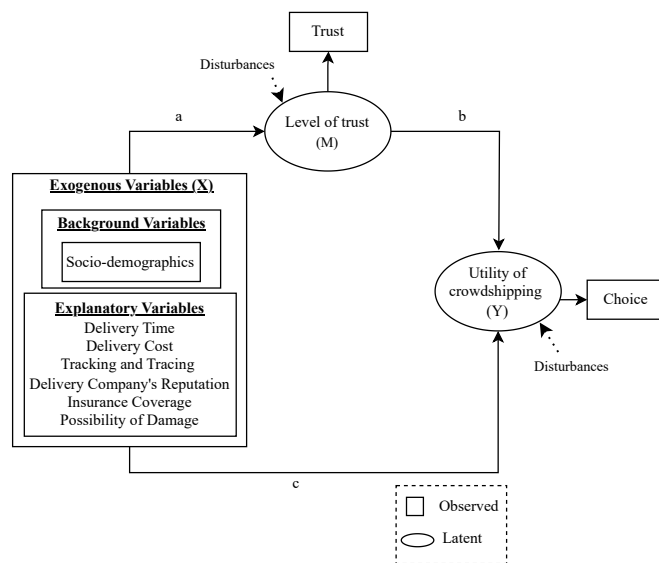 Trust
Disturbances
a
Level of trust
(M)
b
Exogenous Variables (X)
Background Variables
Socio-demographics
Explanatory Variables
Delivery Time
Delivery Cost
Tracking and Tracing
Delivery Company's Reputation
Insurance Coverage
Possibility of Damage
Utility of
crowdshipping
(Y)
Choice
Disturbances
c
Observed
Latent